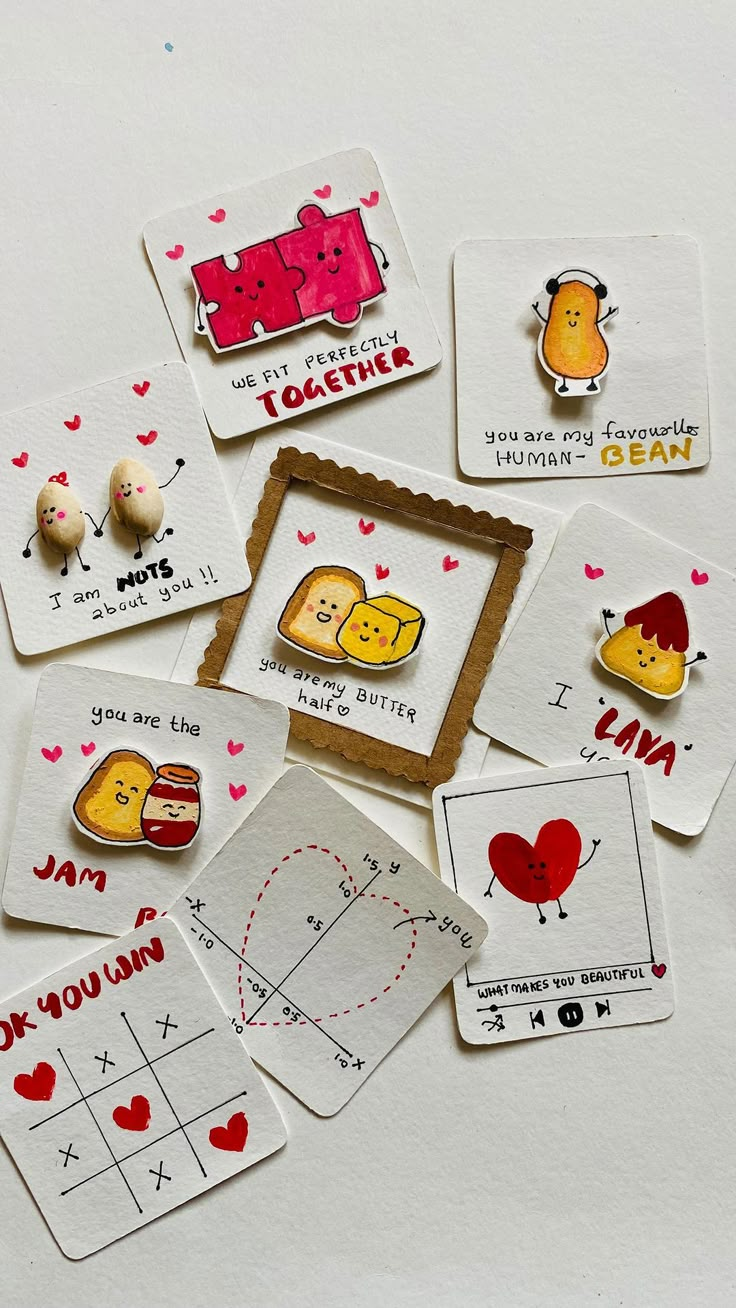 WE FIT PERFECTLY
TOGETHER
you are my favourite
HUMAN- BEAN
I am NUTS
about you !!
you are my BUTTER
half
I
"LAVA"
you are the
JAM
-X
-1.0
1.5
y
1.0
0.5
you
-0.5
0.5
1.0
X
WHAT MAKES YOU BEAUTIFUL
OK YOU WIN
X
X
X
X